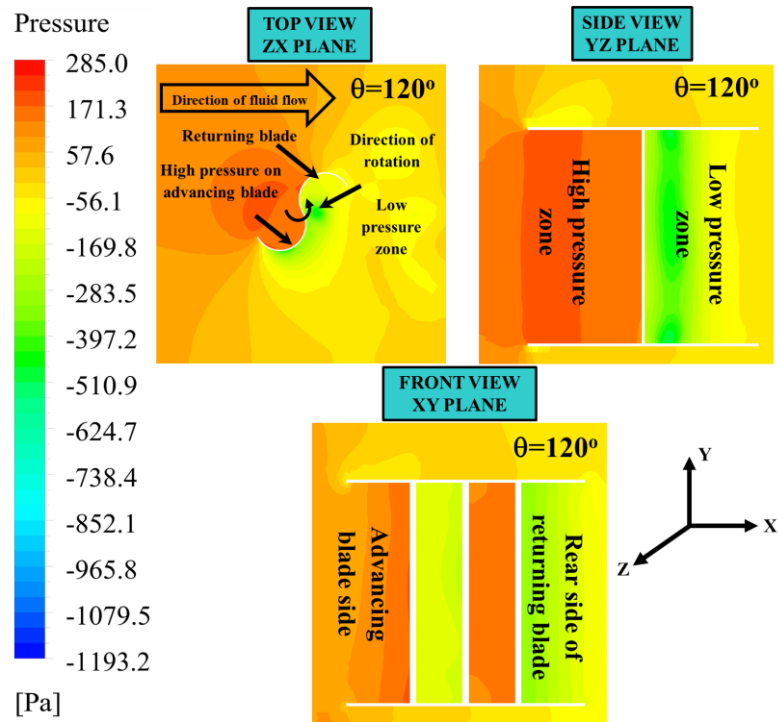 Pressure
285.0
171.3
57.6
-56.1
-169.8
-283.5
-397.2
-510.9
-624.7
-738.4
-852.1
-965.8
-1079.5
-1193.2
[Pa]
TOP VIEW
ZX PLANE
Direction of fluid flow
θ=120°
Returning blade
High pressure on
advancing blade
Direction of
rotation
Low
pressure
zone
SIDE VIEW
YZ PLANE
θ=120°
High pressure
zone
Low pressure
zone
FRONT VIEW
XY PLANE
θ=120°
Advancing
blade side
Rear side of
returning blade
Y
X
Z